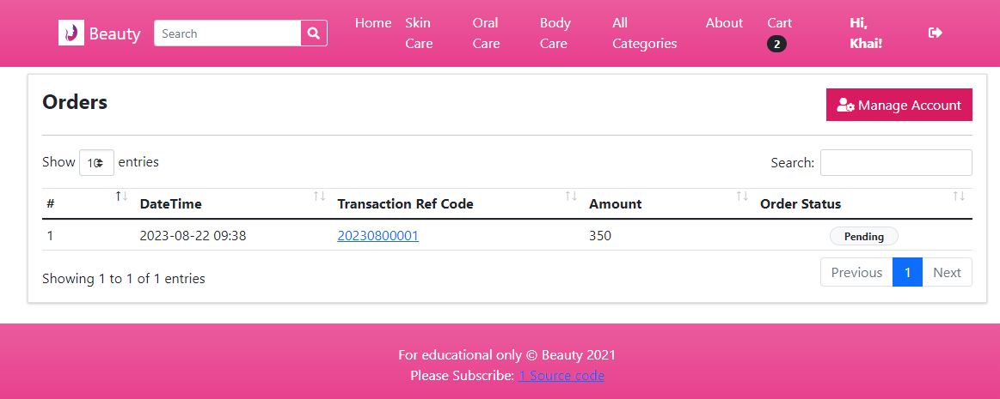 Beauty Search Home Skin Care Oral Care Body Care All Categories About Cart 2 Hi, Khai!
Orders Manage Account
Show 10 entries Search:
# DateTime Transaction Ref Code Amount Order Status
1 2023-08-22 09:38 20230800001 350 Pending
Showing 1 to 1 of 1 entries Previous 1 Next
For educational only © Beauty 2021
Please Subscribe: 1 Source code